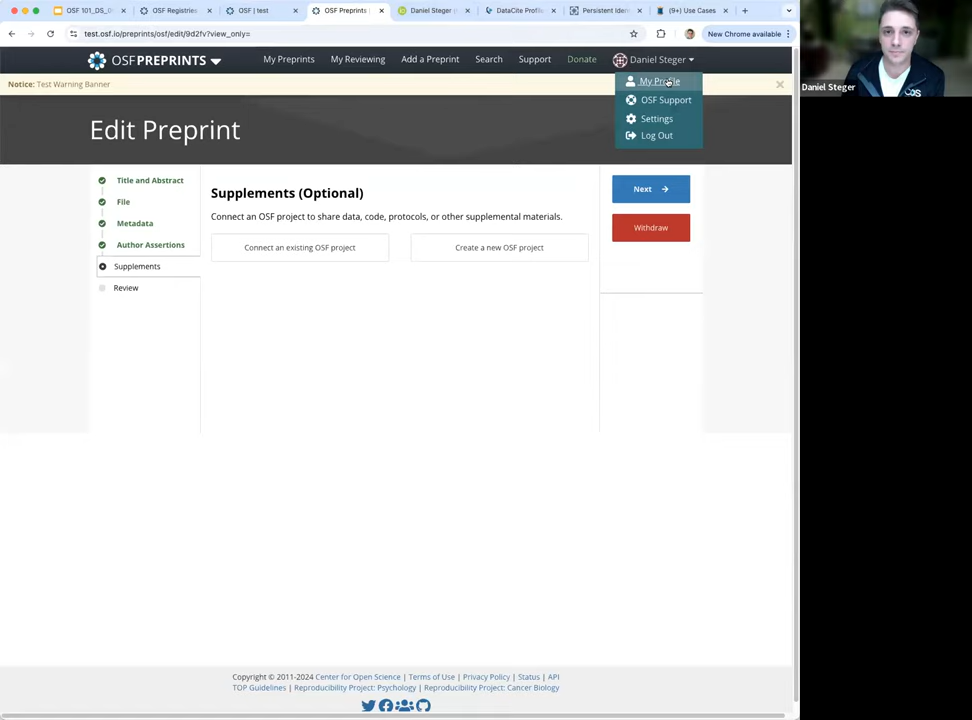 OSF 101_DS_0
OSF Registries
OSF | test
OSF Preprints |
Daniel Steger (
DataCite Profile
Persistent Iden
(9+) Use Cases
test.osf.io/preprints/osf/edit/9d2fv?view_only=
New Chrome available
OSFPREPRINTS
My Preprints
My Reviewing
Add a Preprint
Search
Support
Donate
Daniel Steger
Notice: Test Warning Banner
My Profile
OSF Support
Settings
Log Out
Edit Preprint
Title and Abstract
File
Metadata
Author Assertions
Supplements
Review
Supplements (Optional)
Connect an OSF project to share data, code, protocols, or other supplemental materials.
Connect an existing OSF project
Create a new OSF project
Next
Withdraw
Copyright © 2011-2024 Center for Open Science | Terms of Use | Privacy Policy | Status | API
TOP Guidelines | Reproducibility Project: Psychology | Reproducibility Project: Cancer Biology
Daniel Steger